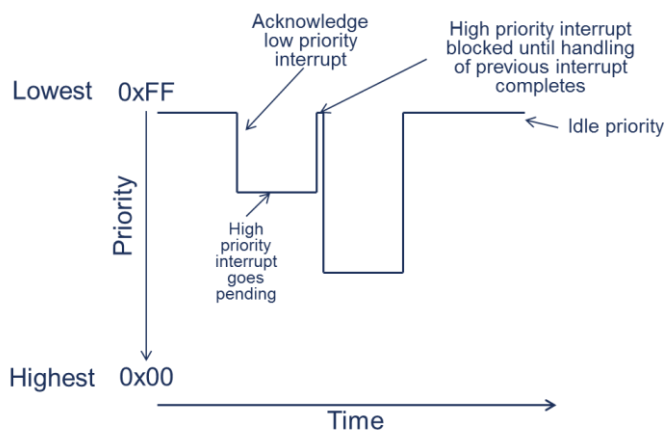 Acknowledge
low priority
interrupt
High priority interrupt
blocked until handling
of previous interrupt
completes
Lowest 0xFF
Idle priority
Priority
High
priority
interrupt
goes
pending
Highest 0x00
Time